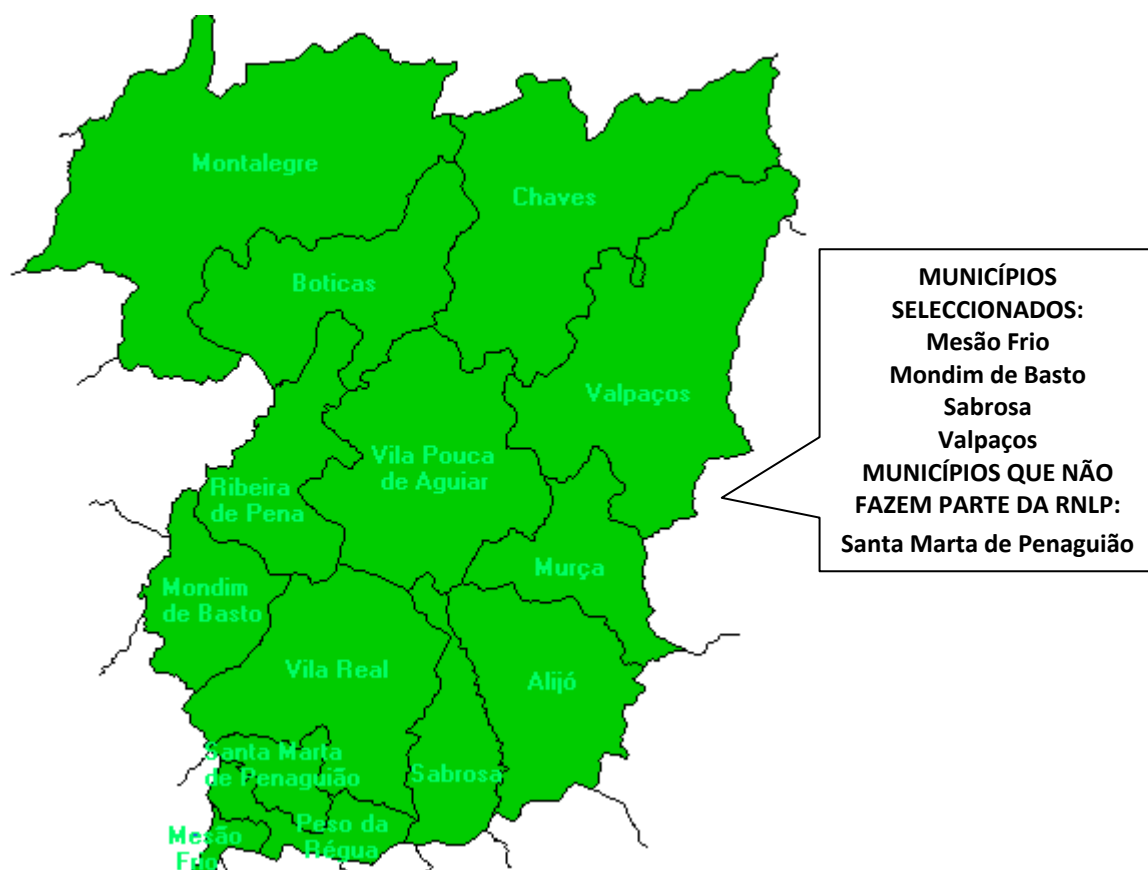 Montalegre
Chaves
Boticas
Valpaços
Vila Pouca
de Aguiar
Ribeira
de Pena
Murça
Mondim
de Basto
Vila Real
Alijó
Santa Marta
de Penaguião
Sabrosa
Peso da
Régua
Mesão
Frio
MUNICÍPIOS
SELECCIONADOS:
Mesão Frio
Mondim de Basto
Sabrosa
Valpaços
MUNICÍPIOS QUE NÃO
FAZEM PARTE DA RNLP:
Santa Marta de Penaguião